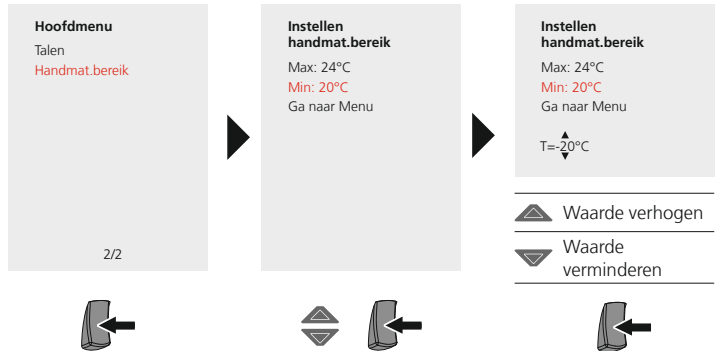 Hoofdmenu
Talen
Handmat.bereik
2/2
Instellen
handmat.bereik
Max: 24°C
Min: 20°C
Ga naar Menu
Instellen
handmat.bereik
Max: 24°C
Min: 20°C
Ga naar Menu
T=-20°C
Waarde verhogen
Waarde
verminderen